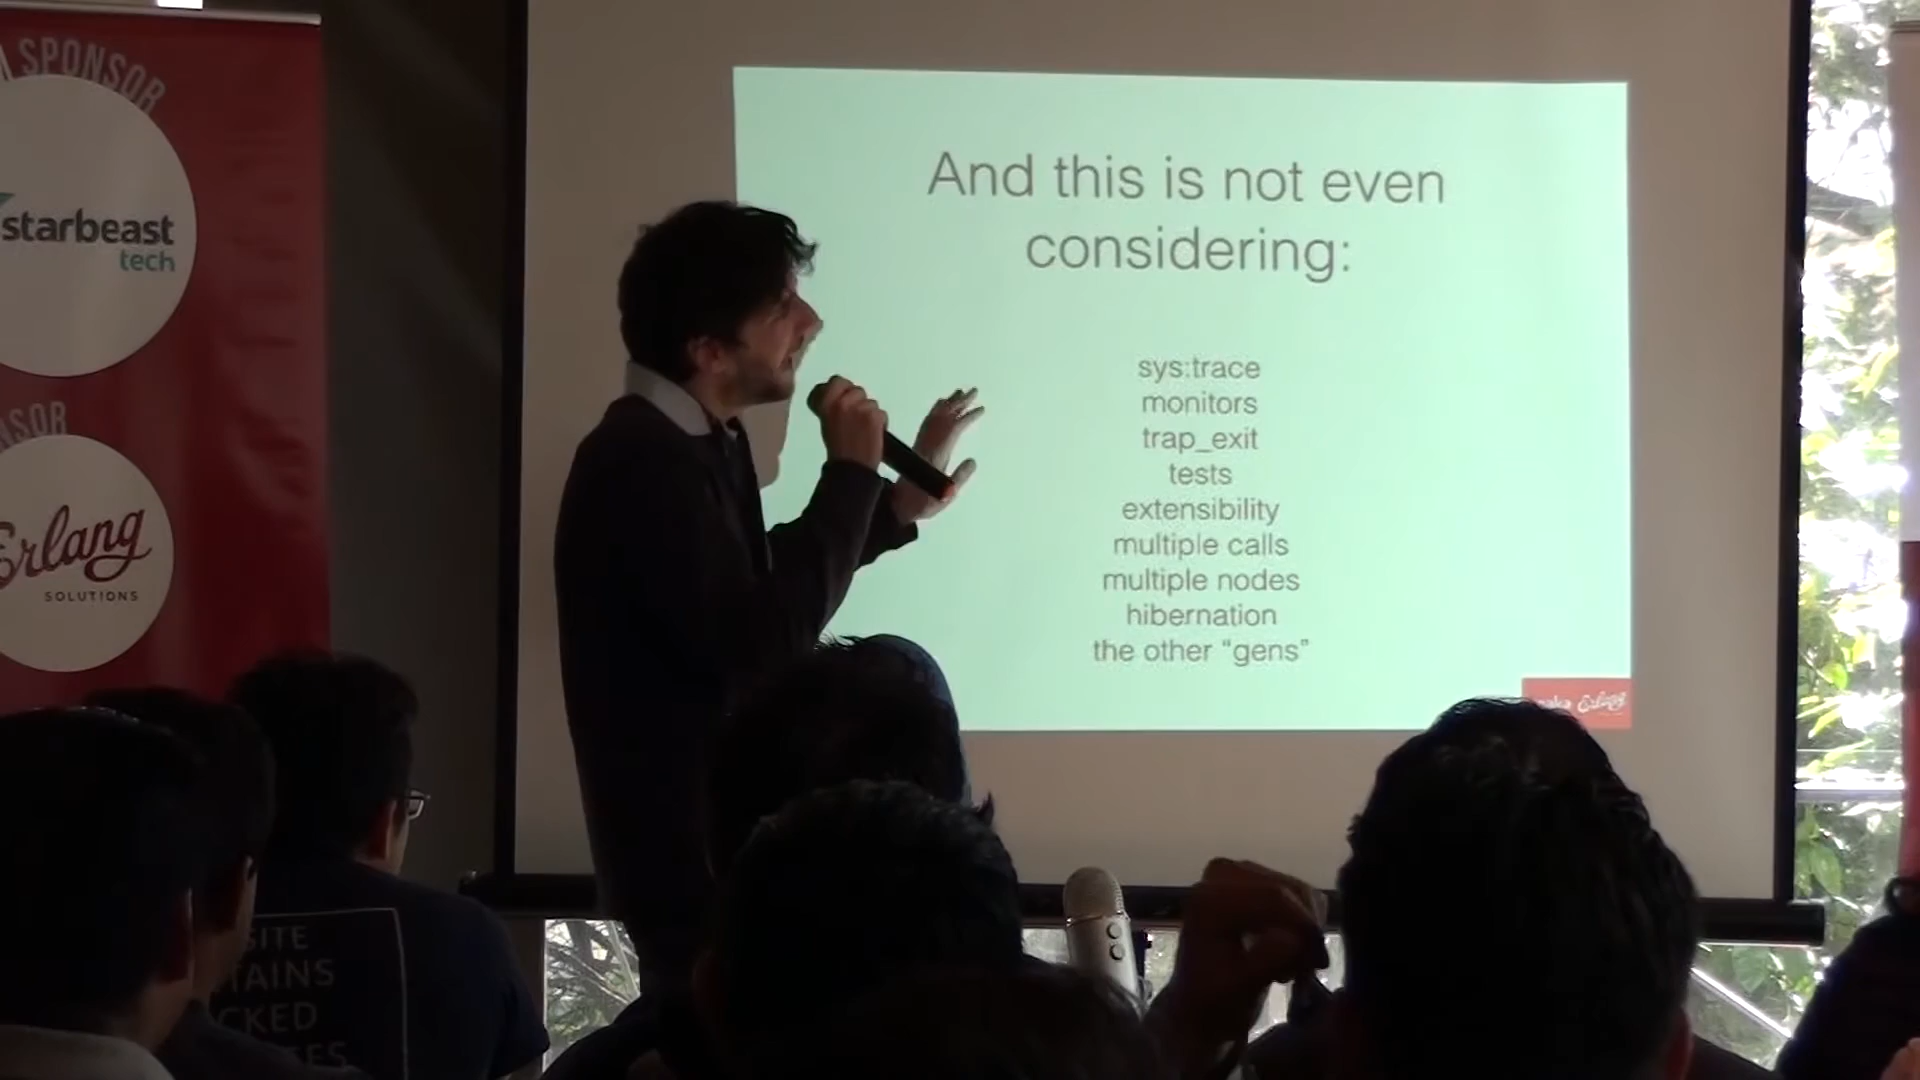 SPONSOR
starbeast
tech
Erlang
SOLUTIONS
And this is not even
considering:
sys:trace
monitors
trap_exit
tests
extensibility
multiple calls
multiple nodes
hibernation
the other “gens”
Erlang
SITE
TAINS
CKED